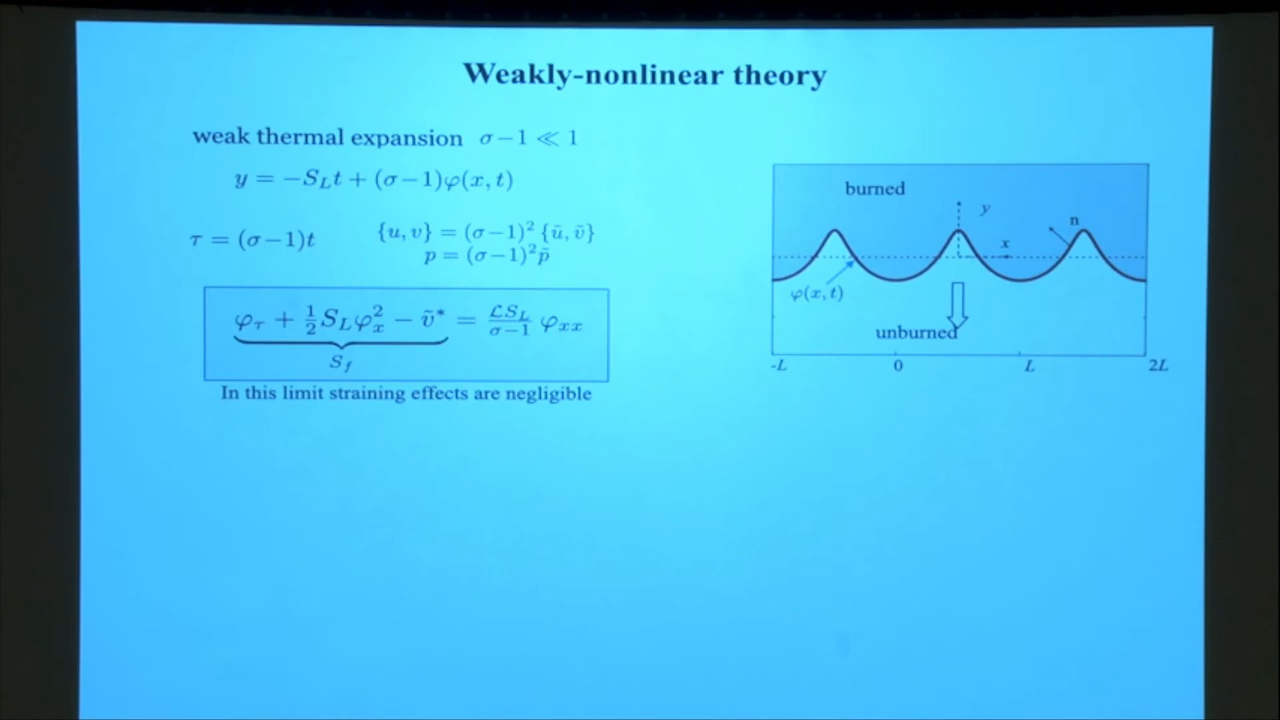 Weakly-nonlinear theory
weak thermal expansion σ−1 ≪ 1
y = −S_L t + (σ−1)φ(x, t)
τ = (σ−1)t
{u, v} = (σ−1)² {ũ, ṽ}
p = (σ−1)² p̃
φ_τ + ½ S_L φ_x² − ṽ* = 𝓛S_L/(σ−1) φ_xx
S_f
In this limit straining effects are negligible
burned
y
n
x
φ(x, t)
unburned
-L 0 L 2L